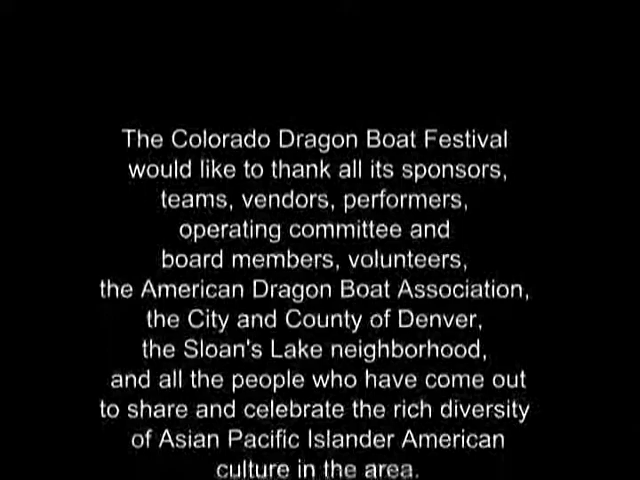 The Colorado Dragon Boat Festival
would like to thank all its sponsors,
teams, vendors, performers,
operating committee and
board members, volunteers,
the American Dragon Boat Association,
the City and County of Denver,
the Sloan's Lake neighborhood,
and all the people who have come out
to share and celebrate the rich diversity
of Asian Pacific Islander American
culture in the area.